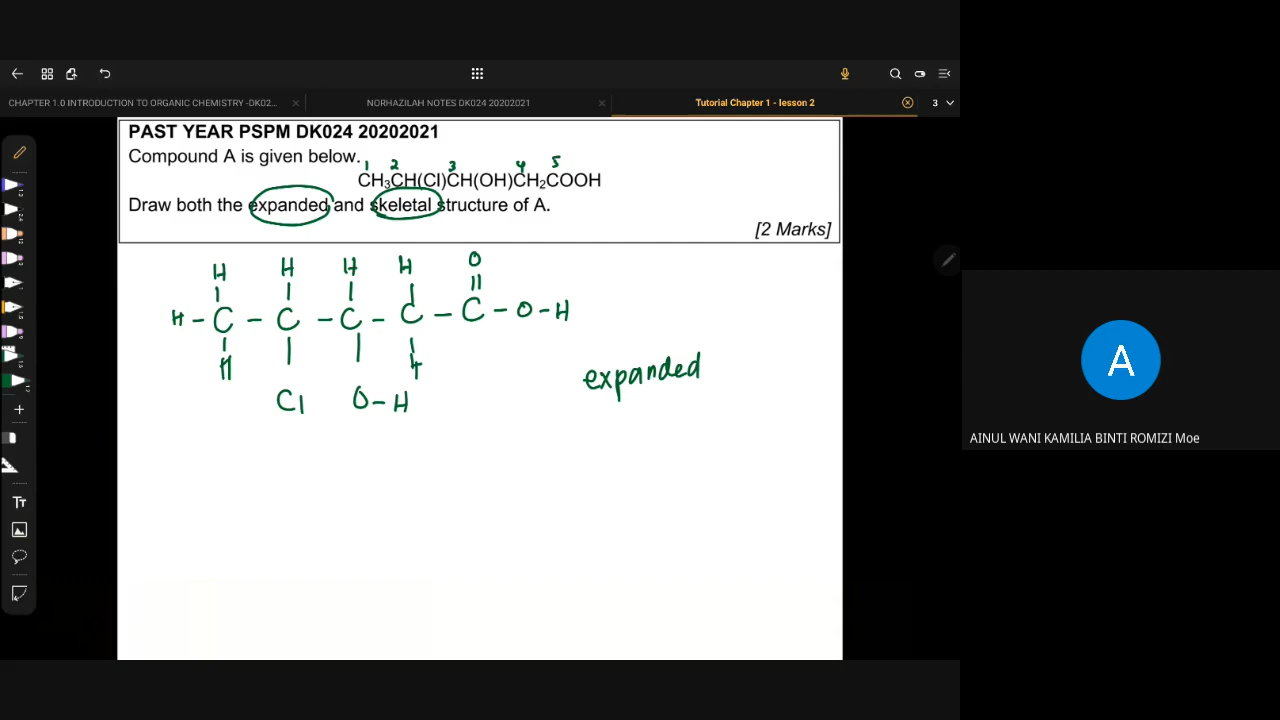 CHAPTER 1.0 INTRODUCTION TO ORGANIC CHEMISTRY -DK02...
NORHAZILAH NOTES DK024 20202021
Tutorial Chapter 1 - lesson 2
3
PAST YEAR PSPM DK024 20202021
Compound A is given below.
1 2 3 4 5
CH₃CH(Cl)CH(OH)CH₂COOH
Draw both the expanded and skeletal structure of A.
[2 Marks]
H H H H O
H - C - C - C - C - C - O - H
H Cl O - H H
expanded
TT
A
AINUL WANI KAMILIA BINTI ROMIZI Moe